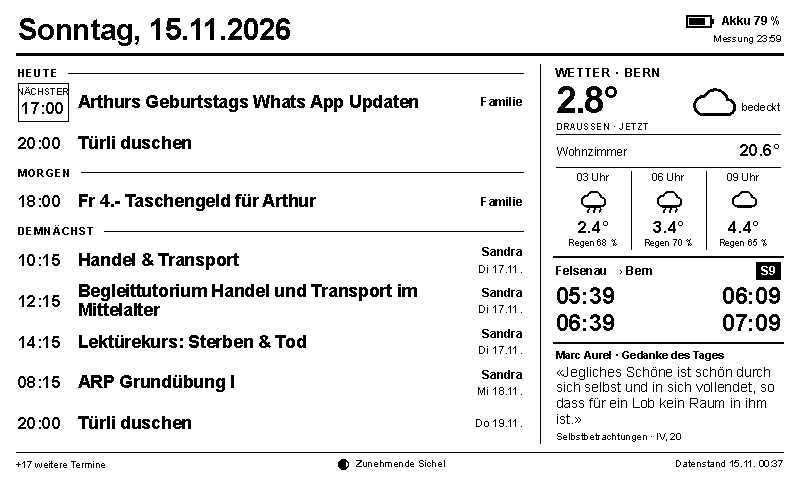 Sonntag, 15.11.2026
Akku 79 %
Messung 23:59
HEUTE
NÄCHSTER
17:00 Arthurs Geburtstags Whats App Updaten Familie
20:00 Türli duschen
MORGEN
18:00 Fr 4.- Taschengeld für Arthur Familie
DEMNÄCHST
10:15 Handel & Transport Sandra
Di 17.11.
12:15 Begleittutorium Handel und Transport im Mittelalter Sandra
Di 17.11.
14:15 Lektürekurs: Sterben & Tod Sandra
Di 17.11.
08:15 ARP Grundübung I Sandra
Mi 18.11.
20:00 Türli duschen Do 19.11.
WETTER · BERN
2.8°
bedeckt
DRAUSSEN · JETZT
Wohnzimmer 20.6°
03 Uhr 06 Uhr 09 Uhr
2.4° 3.4° 4.4°
Regen 68 % Regen 70 % Regen 65 %
Felsenau › Bern S9
05:39 06:09
06:39 07:09
Marc Aurel · Gedanke des Tages
«Jegliches Schöne ist schön durch
sich selbst und in sich vollendet, so
dass für ein Lob kein Raum in ihm
ist.»
Selbstbetrachtungen · IV, 20
+17 weitere Termine
Zunehmende Sichel
Datenstand 15.11. 00:37